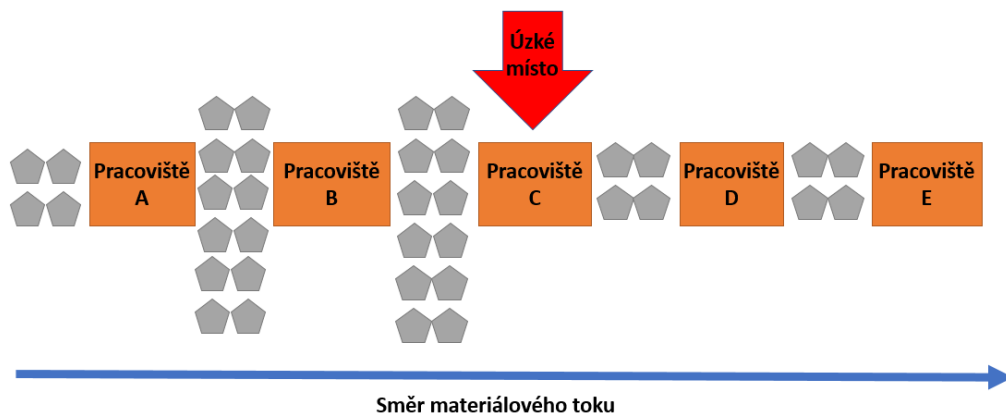 Úzké
místo
Pracoviště
A
Pracoviště
B
Pracoviště
C
Pracoviště
D
Pracoviště
E
Směr materiálového toku